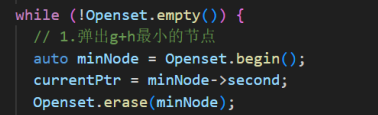 while (!Openset.empty()) {
// 1.弹出g+h最小的节点
auto minNode = Openset.begin();
currentPtr = minNode->second;
Openset.erase(minNode);